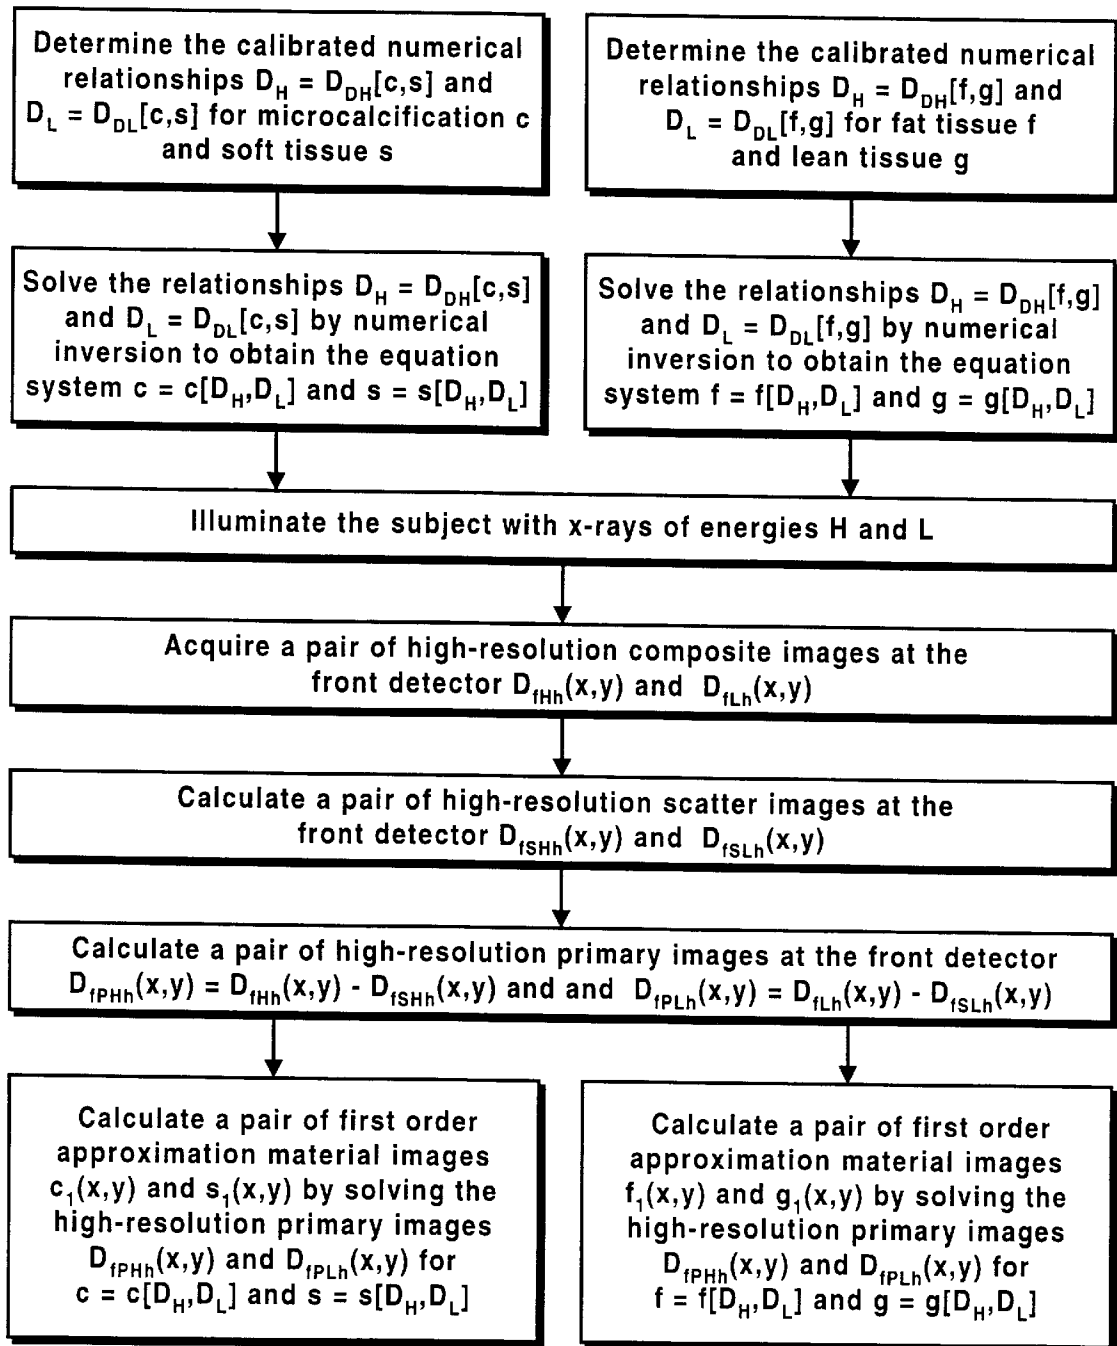 Determine the calibrated numerical
relationships D_H = D_DH[c,s] and
D_L = D_DL[c,s] for microcalcification c
and soft tissue s
Determine the calibrated numerical
relationships D_H = D_DH[f,g] and
D_L = D_DL[f,g] for fat tissue f
and lean tissue g
Solve the relationships D_H = D_DH[c,s]
and D_L = D_DL[c,s] by numerical
inversion to obtain the equation
system c = c[D_H,D_L] and s = s[D_H,D_L]
Solve the relationships D_H = D_DH[f,g]
and D_L = D_DL[f,g] by numerical
inversion to obtain the equation
system f = f[D_H,D_L] and g = g[D_H,D_L]
Illuminate the subject with x-rays of energies H and L
Acquire a pair of high-resolution composite images at the
front detector D_fHh(x,y) and D_fLh(x,y)
Calculate a pair of high-resolution scatter images at the
front detector D_fSHh(x,y) and D_fSLh(x,y)
Calculate a pair of high-resolution primary images at the front detector
D_fPHh(x,y) = D_fHh(x,y) - D_fSHh(x,y) and and D_fPLh(x,y) = D_fLh(x,y) - D_fSLh(x,y)
Calculate a pair of first order
approximation material images
c_1(x,y) and s_1(x,y) by solving the
high-resolution primary images
D_fPHh(x,y) and D_fPLh(x,y) for
c = c[D_H,D_L] and s = s[D_H,D_L]
Calculate a pair of first order
approximation material images
f_1(x,y) and g_1(x,y) by solving the
high-resolution primary images
D_fPHh(x,y) and D_fPLh(x,y) for
f = f[D_H,D_L] and g = g[D_H,D_L]